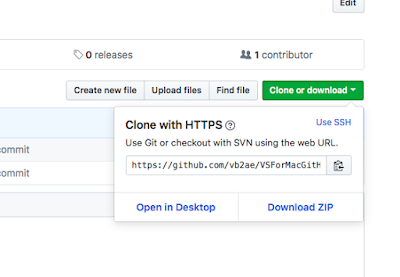 Edit
0 releases
1 contributor
Create new file Upload files Find file Clone or download
Clone with HTTPS
Use SSH
Use Git or checkout with SVN using the web URL.
https://github.com/vb2ae/VSForMacGitH
commit
commit
Open in Desktop Download ZIP